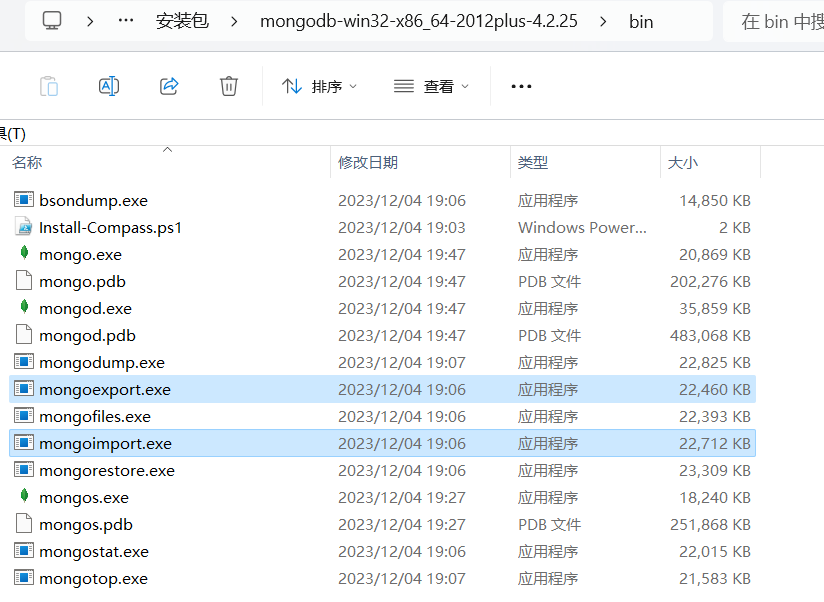 安装包 mongodb-win32-x86_64-2012plus-4.2.25 bin 在 bin 中搜
排序 查看
具(T)
名称 修改日期 类型 大小
bsondump.exe 2023/12/04 19:06 应用程序 14,850 KB
Install-Compass.ps1 2023/12/04 19:03 Windows Power... 2 KB
mongo.exe 2023/12/04 19:47 应用程序 20,869 KB
mongo.pdb 2023/12/04 19:47 PDB 文件 202,276 KB
mongod.exe 2023/12/04 19:47 应用程序 35,859 KB
mongod.pdb 2023/12/04 19:47 PDB 文件 483,068 KB
mongodump.exe 2023/12/04 19:07 应用程序 22,825 KB
mongoexport.exe 2023/12/04 19:06 应用程序 22,460 KB
mongofiles.exe 2023/12/04 19:06 应用程序 22,393 KB
mongoimport.exe 2023/12/04 19:06 应用程序 22,712 KB
mongorestore.exe 2023/12/04 19:06 应用程序 23,309 KB
mongos.exe 2023/12/04 19:27 应用程序 18,240 KB
mongos.pdb 2023/12/04 19:27 PDB 文件 251,868 KB
mongostat.exe 2023/12/04 19:06 应用程序 22,015 KB
mongotop.exe 2023/12/04 19:07 应用程序 21,583 KB